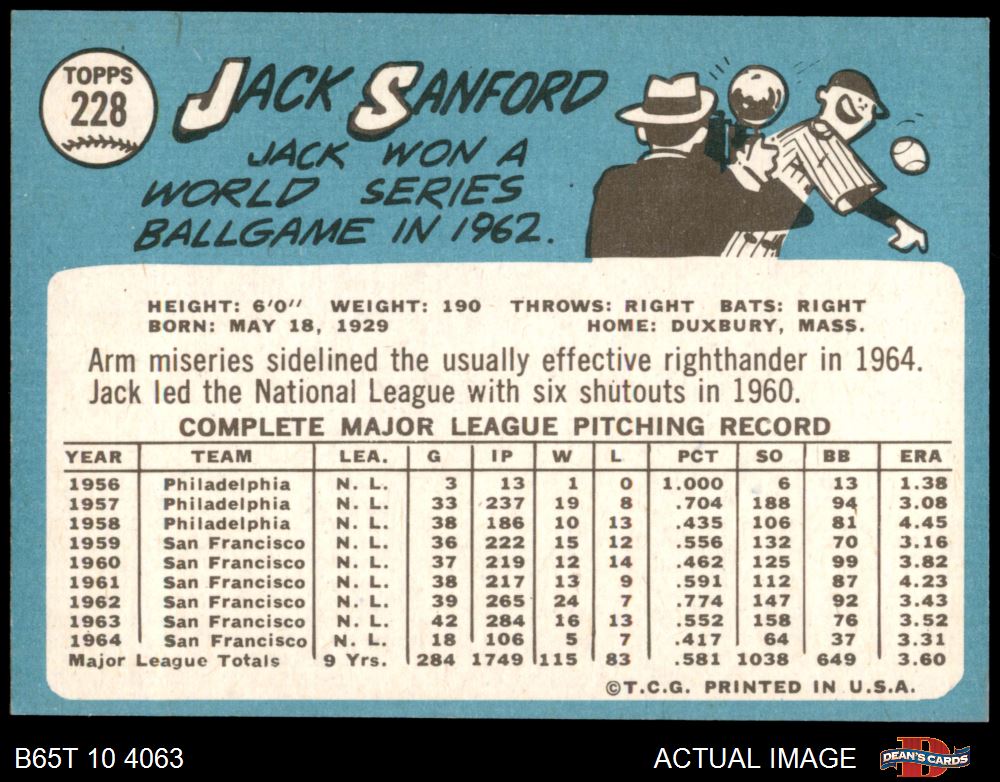 TOPPS
228
JACK SANFORD
JACK WON A
WORLD SERIES
BALLGAME IN 1962.
HEIGHT: 6'0" WEIGHT: 190 THROWS: RIGHT BATS: RIGHT
BORN: MAY 18, 1929 HOME: DUXBURY, MASS.
Arm miseries sidelined the usually effective righthander in 1964.
Jack led the National League with six shutouts in 1960.
COMPLETE MAJOR LEAGUE PITCHING RECORD
YEAR TEAM LEA. G IP W L PCT SO BB ERA
1956 Philadelphia N. L. 3 13 1 0 1.000 6 13 1.38
1957 Philadelphia N. L. 33 237 19 8 .704 188 94 3.08
1958 Philadelphia N. L. 38 186 10 13 .435 106 81 4.45
1959 San Francisco N. L. 36 222 15 12 .556 132 70 3.16
1960 San Francisco N. L. 37 219 12 14 .462 125 99 3.82
1961 San Francisco N. L. 38 217 13 9 .591 112 87 4.23
1962 San Francisco N. L. 39 265 24 7 .774 147 92 3.43
1963 San Francisco N. L. 42 284 16 13 .552 158 76 3.52
1964 San Francisco N. L. 18 106 5 7 .417 64 37 3.31
Major League Totals 9 Yrs. 284 1749 115 83 .581 1038 649 3.60
©T.C.G. PRINTED IN U.S.A.
B65T 10 4063 ACTUAL IMAGE DEAN'S CARDS